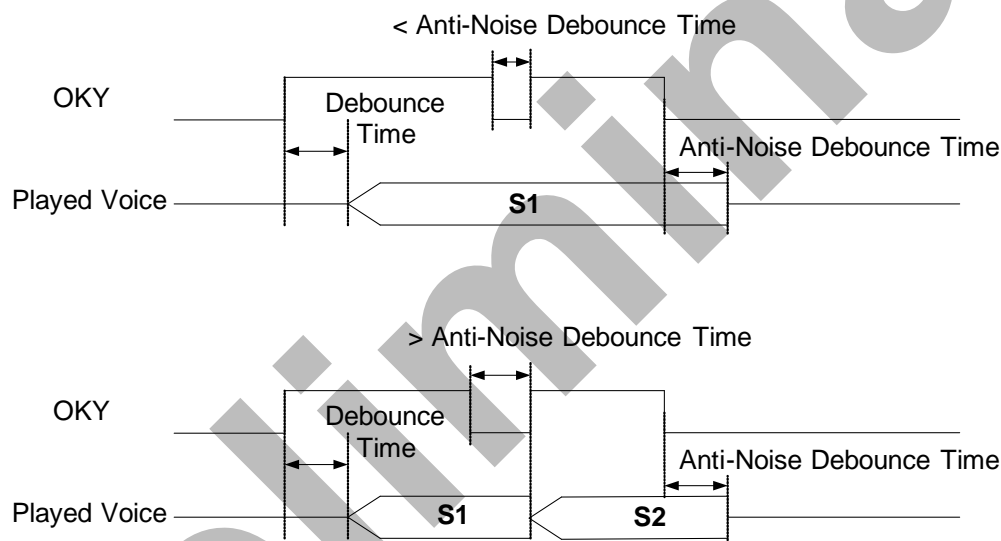 < Anti-Noise Debounce Time
OKY
Debounce
Time
Anti-Noise Debounce Time
Played Voice
S1
> Anti-Noise Debounce Time
OKY
Debounce
Time
Anti-Noise Debounce Time
Played Voice
S1
S2